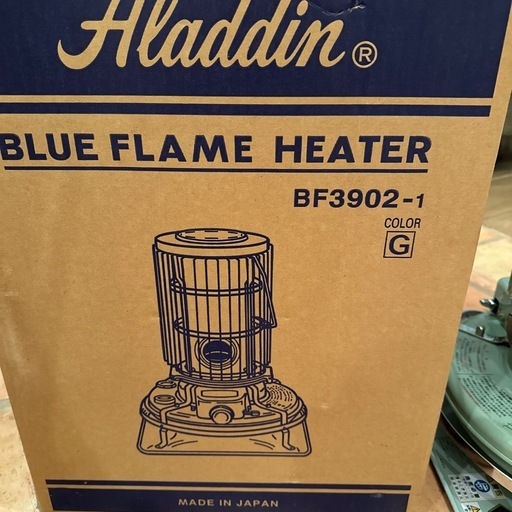 Aladdin®
BLUE FLAME HEATER
BF3902-1
COLOR
G
MADE IN JAPAN